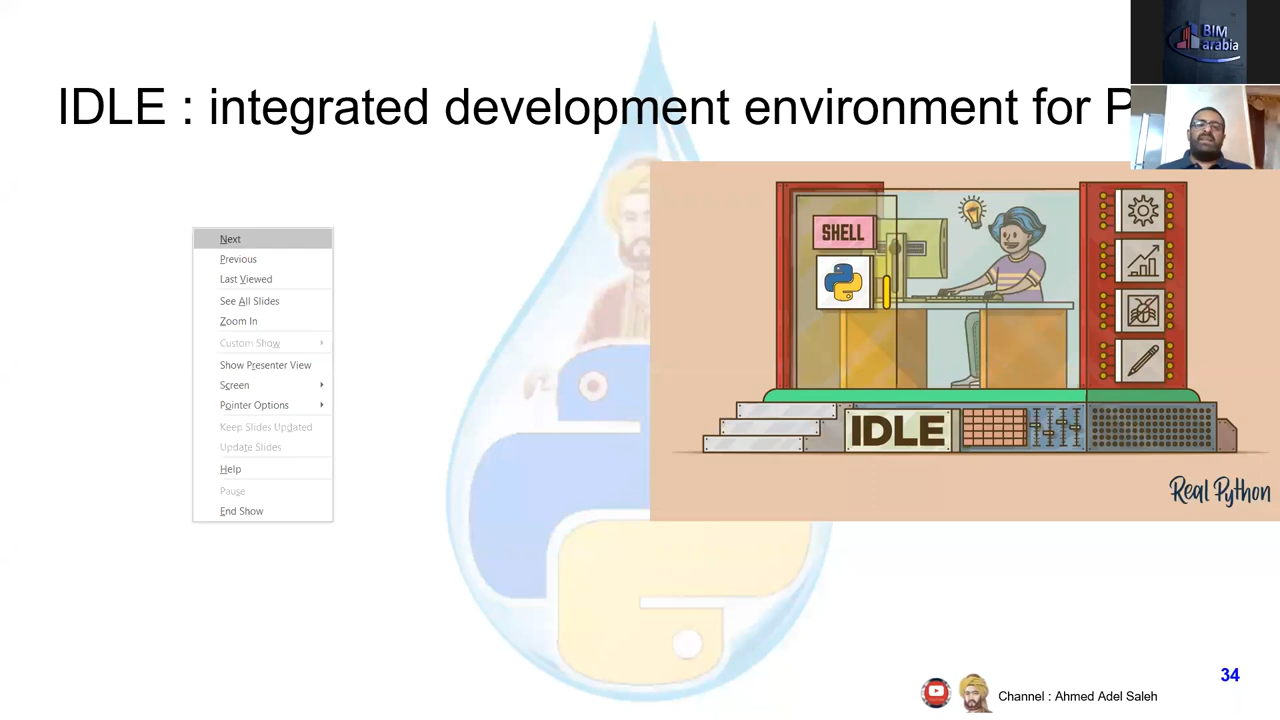 BIM
arabia
IDLE : integrated development environment for P
SHELL
IDLE
Real Python
Next
Previous
Last Viewed
See All Slides
Zoom In
Custom Show
Show Presenter View
Screen
Pointer Options
Keep Slides Updated
Update Slides
Help
Pause
End Show
34
Channel : Ahmed Adel Saleh